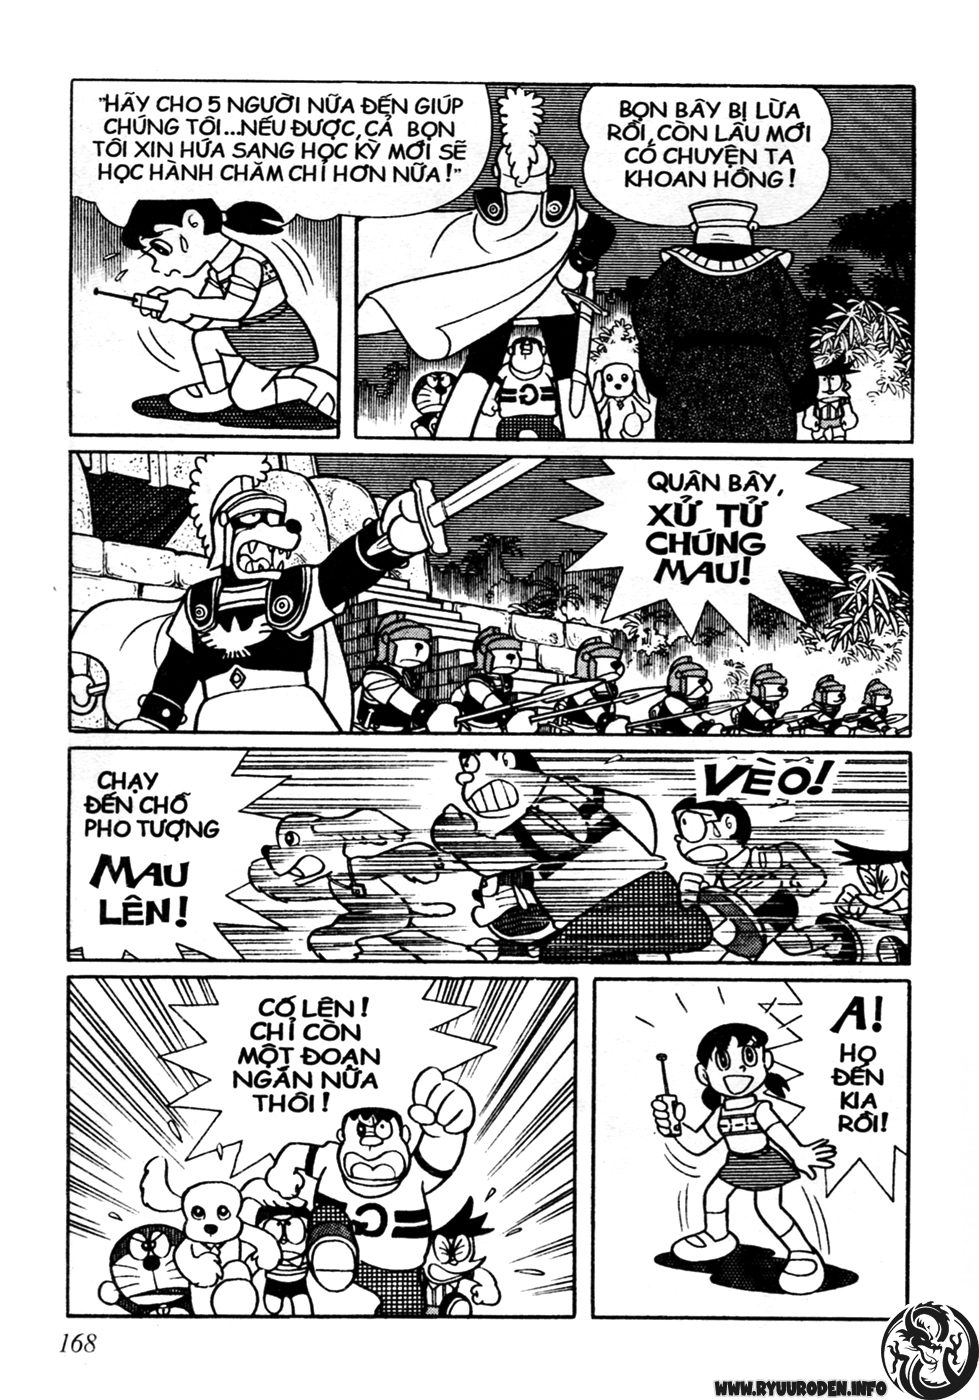 "HÃY CHO 5 NGƯỜI NỮA ĐẾN GIÚP
CHÚNG TÔI...NẾU ĐƯỢC, CẢ BỌN
TÔI XIN HỨA SANG HỌC KỲ MỚI SẼ
HỌC HÀNH CHĂM CHỈ HƠN NỮA!"
BỌN BÂY BỊ LỪA
RỒI, CÒN LÂU MỚI
CÓ CHUYỆN TA
KHOAN HỒNG!
QUÂN BÂY,
XỬ TỬ
CHÚNG
MAU!
CHẠY
ĐẾN CHỖ
PHO TƯỢNG
MAU
LÊN!
VÈO!
CỐ LÊN!
CHỈ CÒN
MỘT ĐOẠN
NGẮN NỮA
THÔI!
A!
HỌ
ĐẾN
KIA
RỒI!
168
WWW.RYUURODEN.INFO